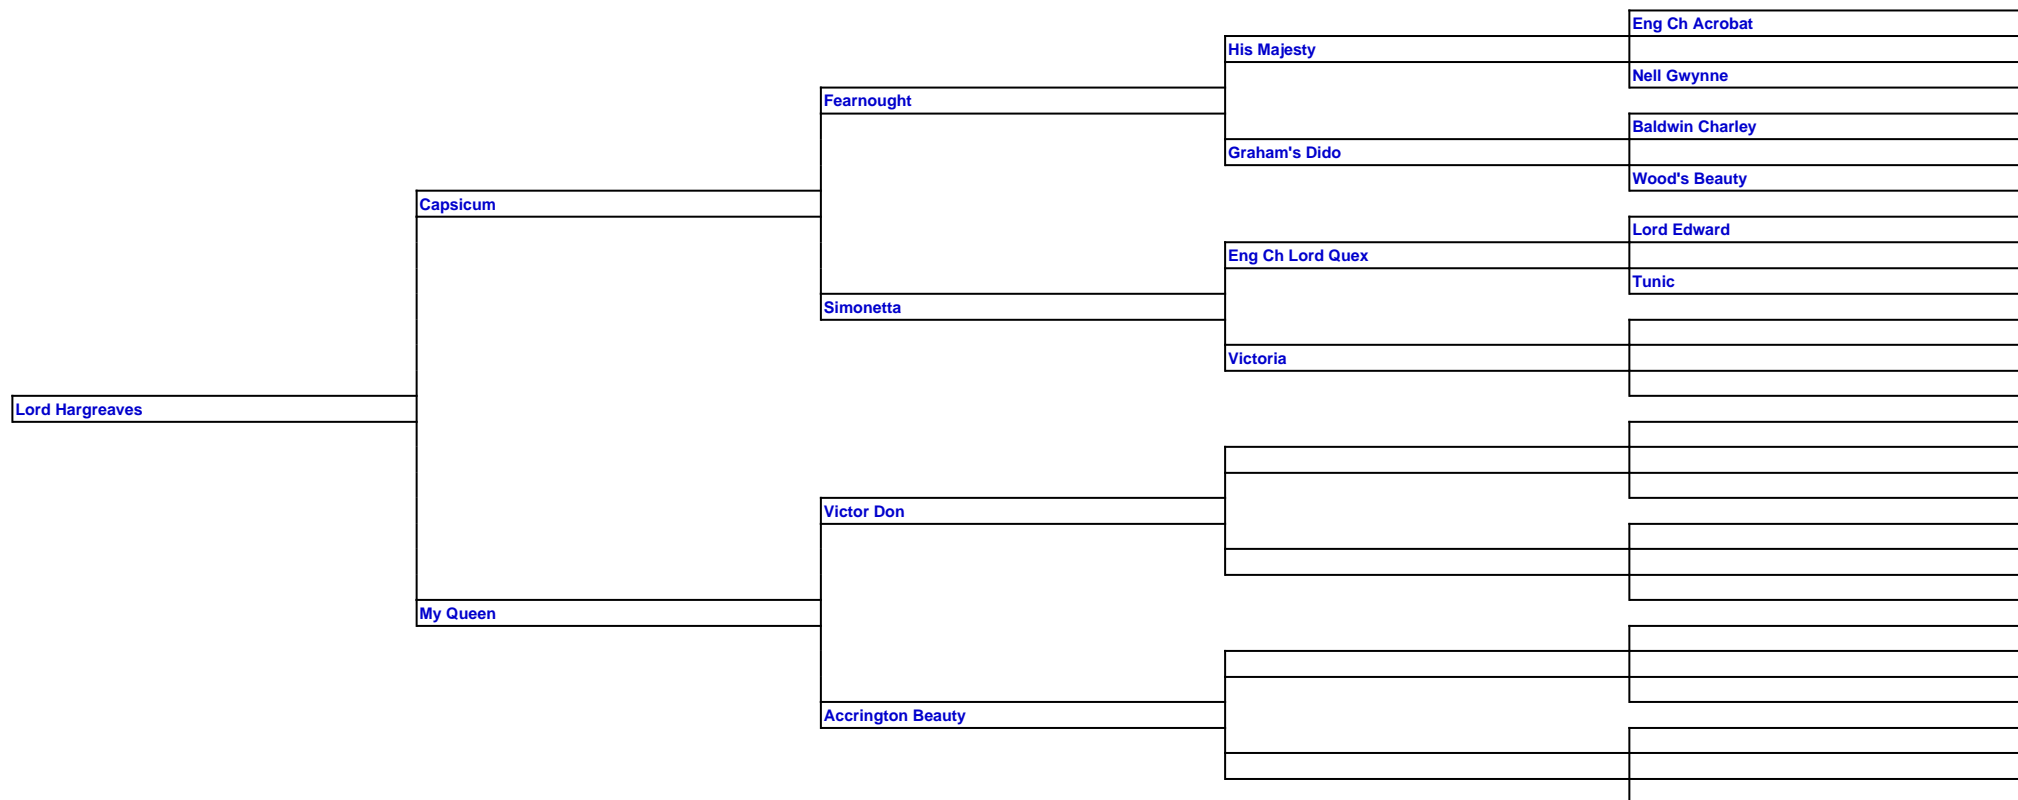 Eng Ch Acrobat
His Majesty
Nell Gwynne
Fearnought
Baldwin Charley
Graham's Dido
Wood's Beauty
Capsicum
Lord Edward
Eng Ch Lord Quex
Tunic
Simonetta
Victoria
Lord Hargreaves
Victor Don
My Queen
Accrington Beauty